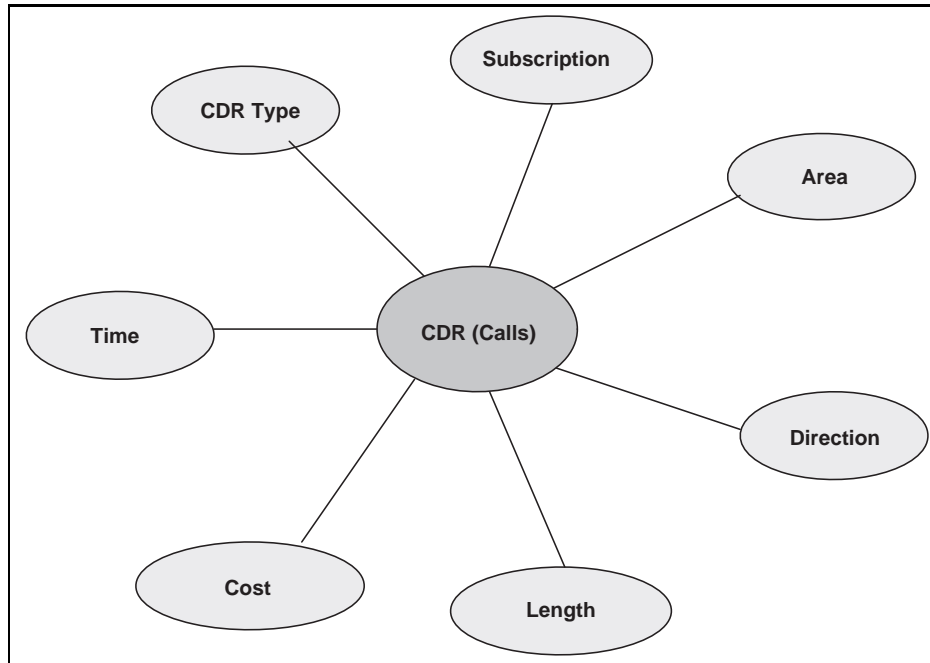 Subscription
CDR Type
Area
Time
CDR (Calls)
Direction
Cost
Length